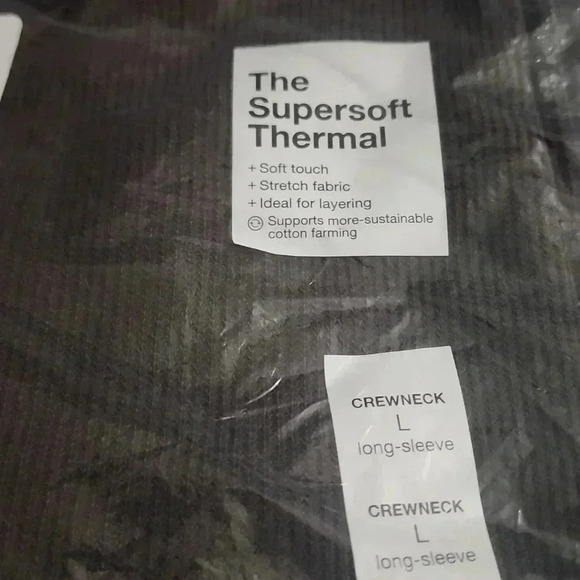 The
Supersoft
Thermal
+ Soft touch
+ Stretch fabric
+ Ideal for layering
Supports more-sustainable
cotton farming
CREWNECK
L
long-sleeve
CREWNECK
L
long-sleeve